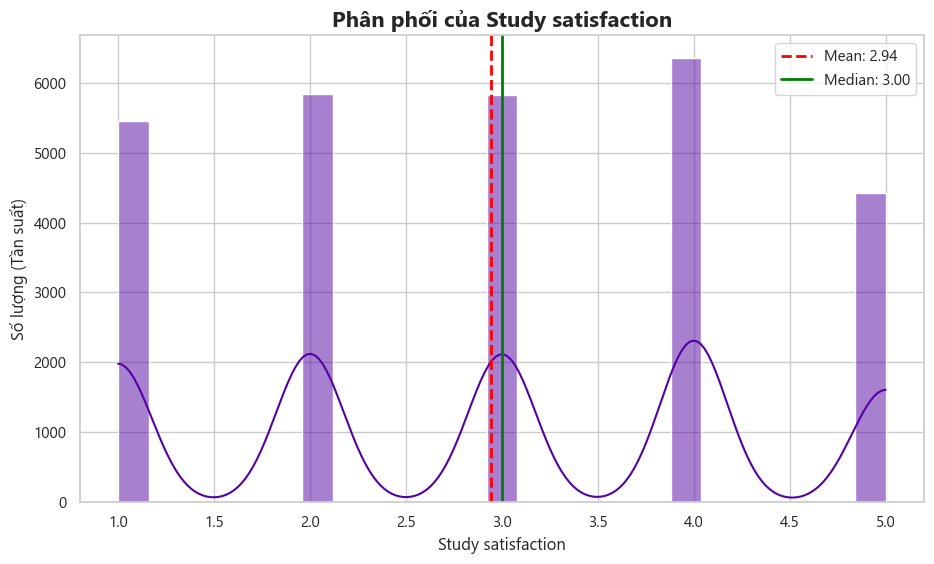 Phân phối của Study satisfaction
Mean: 2.94
Median: 3.00
Số lượng (Tần suất)
6000
5000
4000
3000
2000
1000
0
1.0 1.5 2.0 2.5 3.0 3.5 4.0 4.5 5.0
Study satisfaction